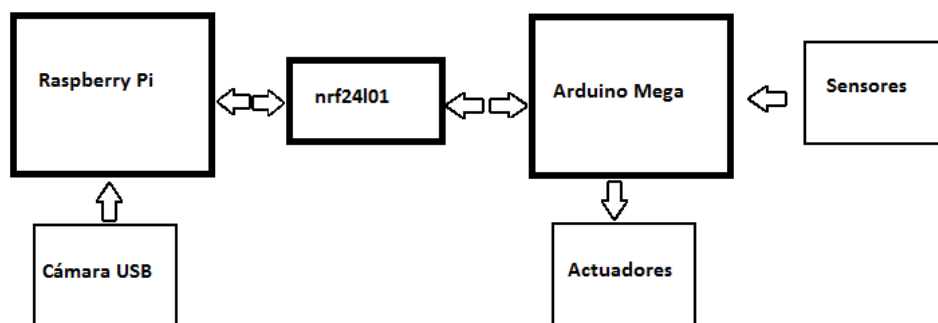 Raspberry Pi
nrf24l01
Arduino Mega
Sensores
Cámara USB
Actuadores